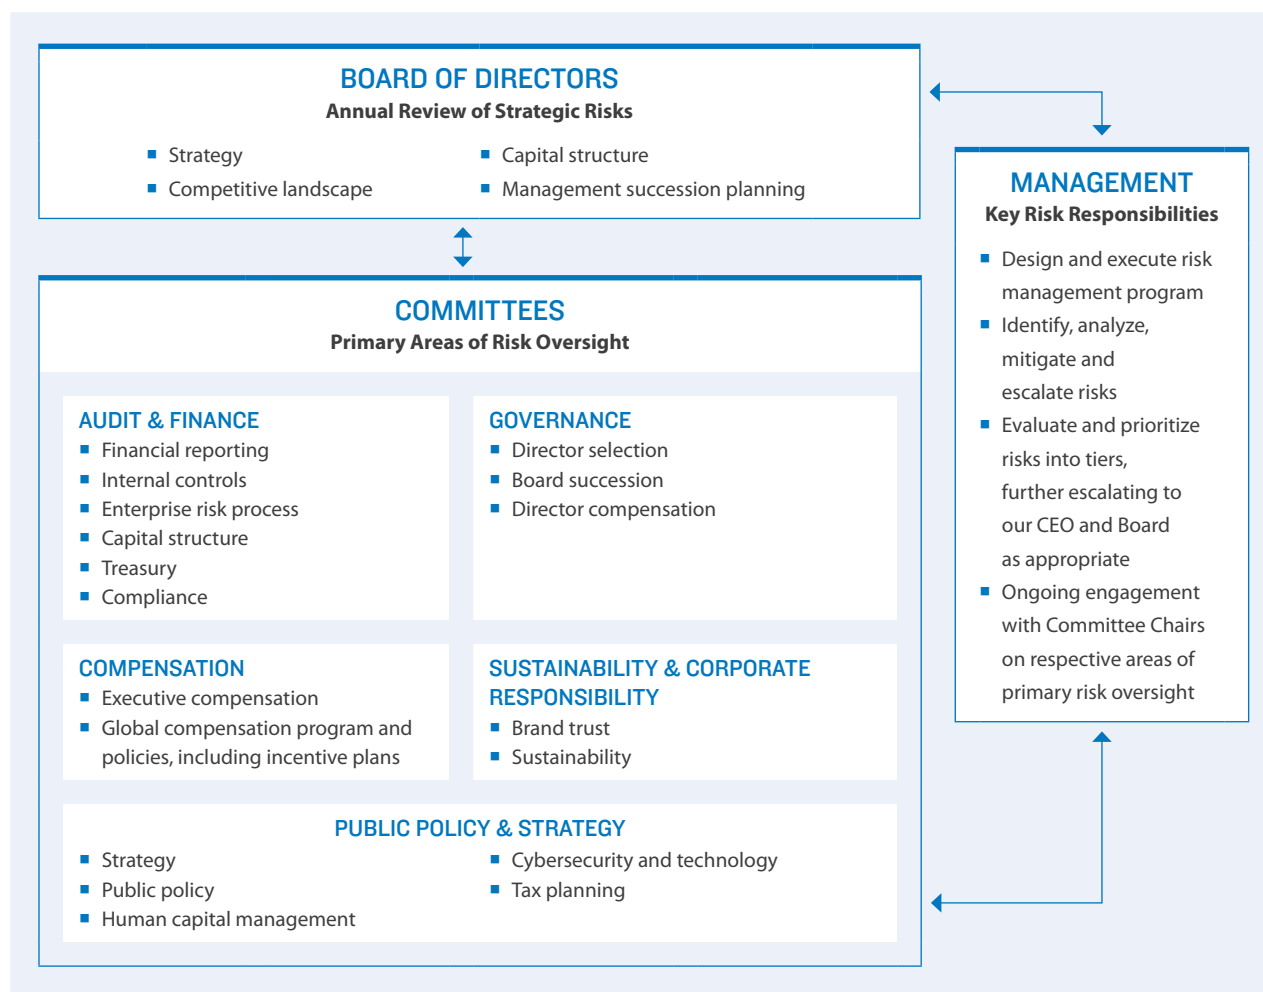 BOARD OF DIRECTORS
Annual Review of Strategic Risks
Strategy
Competitive landscape
Capital structure
Management succession planning
COMMITTEES
Primary Areas of Risk Oversight
AUDIT & FINANCE
Financial reporting
Internal controls
Enterprise risk process
Capital structure
Treasury
Compliance
GOVERNANCE
Director selection
Board succession
Director compensation
COMPENSATION
Executive compensation
Global compensation program and
policies, including incentive plans
SUSTAINABILITY & CORPORATE
RESPONSIBILITY
Brand trust
Sustainability
PUBLIC POLICY & STRATEGY
Strategy
Public policy
Human capital management
Cybersecurity and technology
Tax planning
MANAGEMENT
Key Risk Responsibilities
Design and execute risk
management program
Identify, analyze,
mitigate and
escalate risks
Evaluate and prioritize
risks into tiers,
further escalating to
our CEO and Board
as appropriate
Ongoing engagement
with Committee Chairs
on respective areas of
primary risk oversight